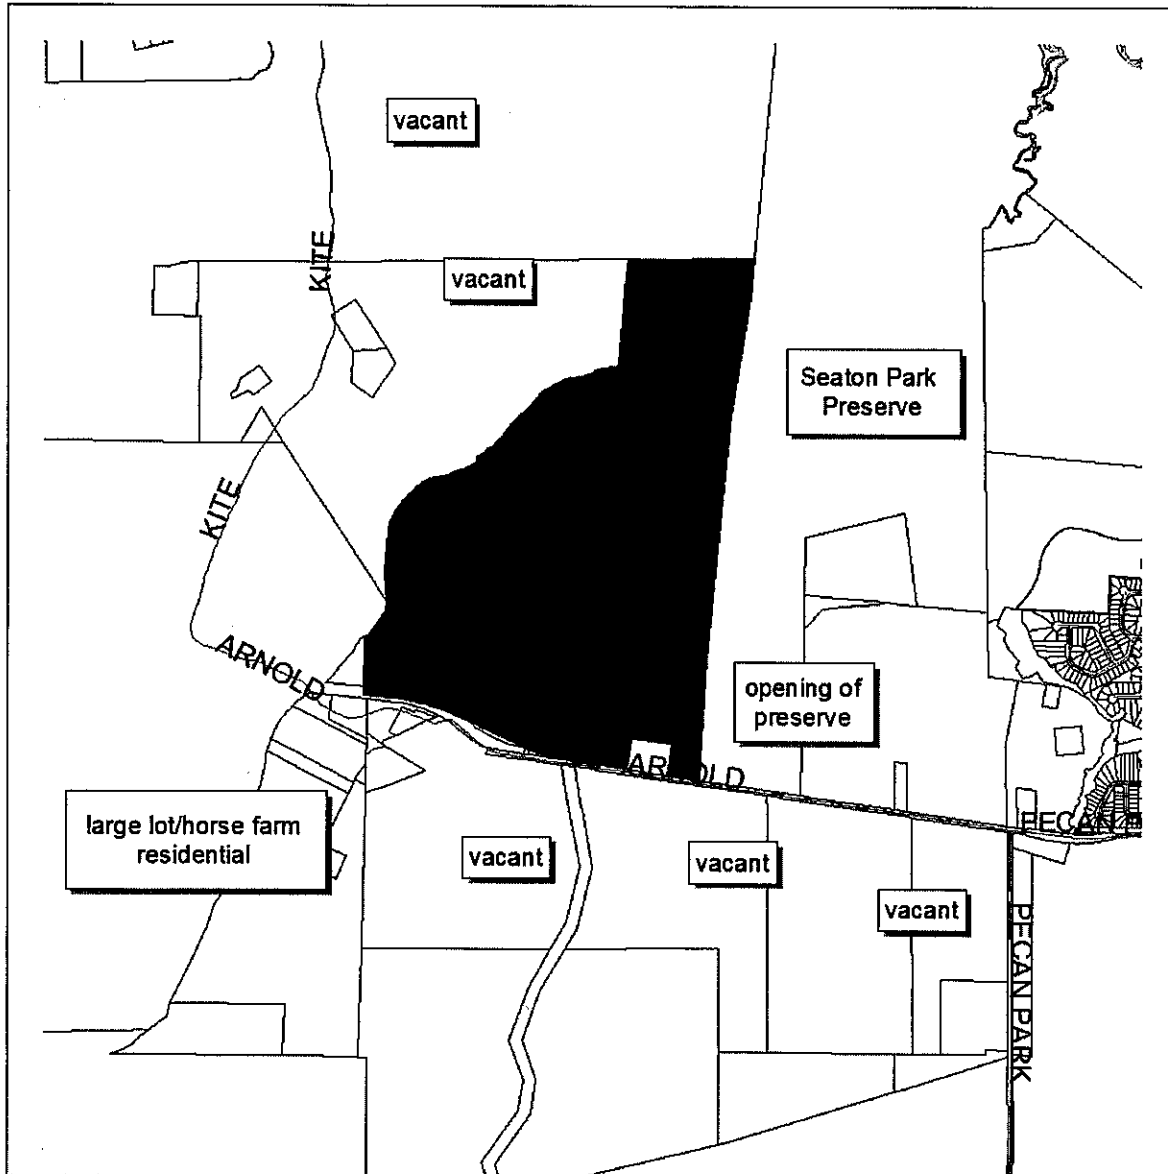 vacant
KITE
vacant
Seaton Park
Preserve
KITE
ARNOLD
opening of
preserve
ARNOLD
large lot/horse farm
residential
vacant
vacant
vacant
PECAN
PECAN PARK